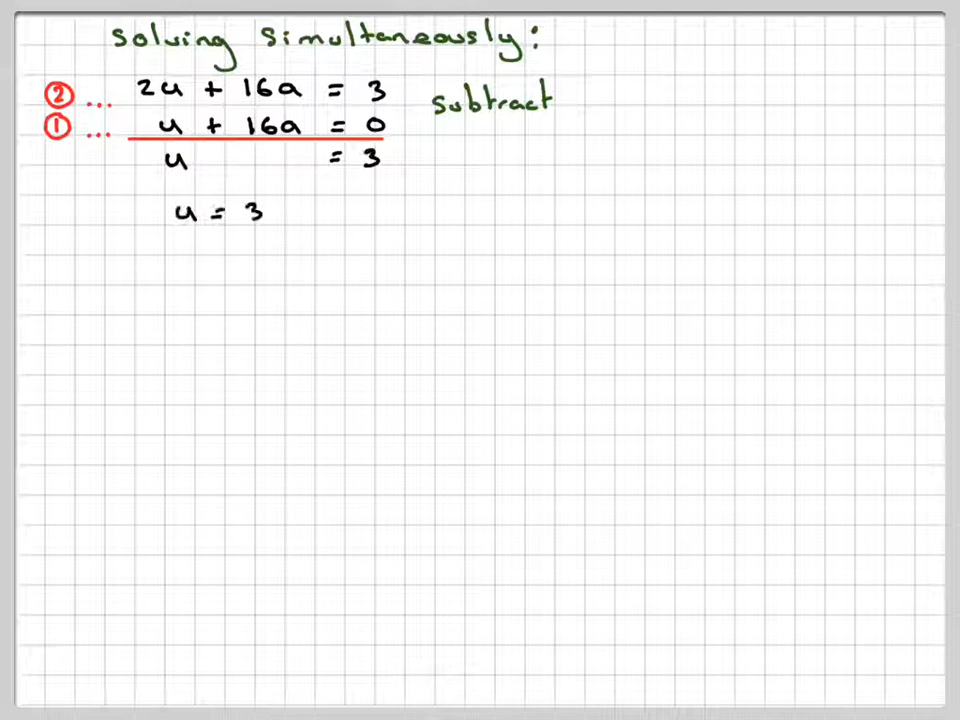 solving simultaneously:
② ... 2u + 16a = 3 subtract
① ... u + 16a = 0
u = 3
u = 3